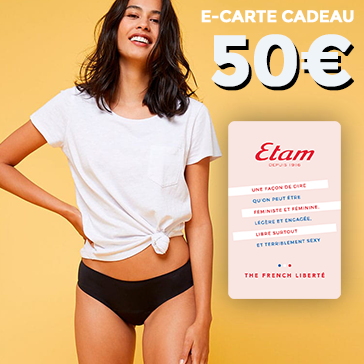 E-CARTE CADEAU
50€
Etam
DEPUIS 1916
UNE FAÇON DE DIRE
QU'ON PEUT ÊTRE
FÉMINISTE ET FÉMININE,
LÉGÈRE ET ENGAGÉE,
LIBRE SURTOUT
ET TERRIBLEMENT SEXY
THE FRENCH LIBERTÉ